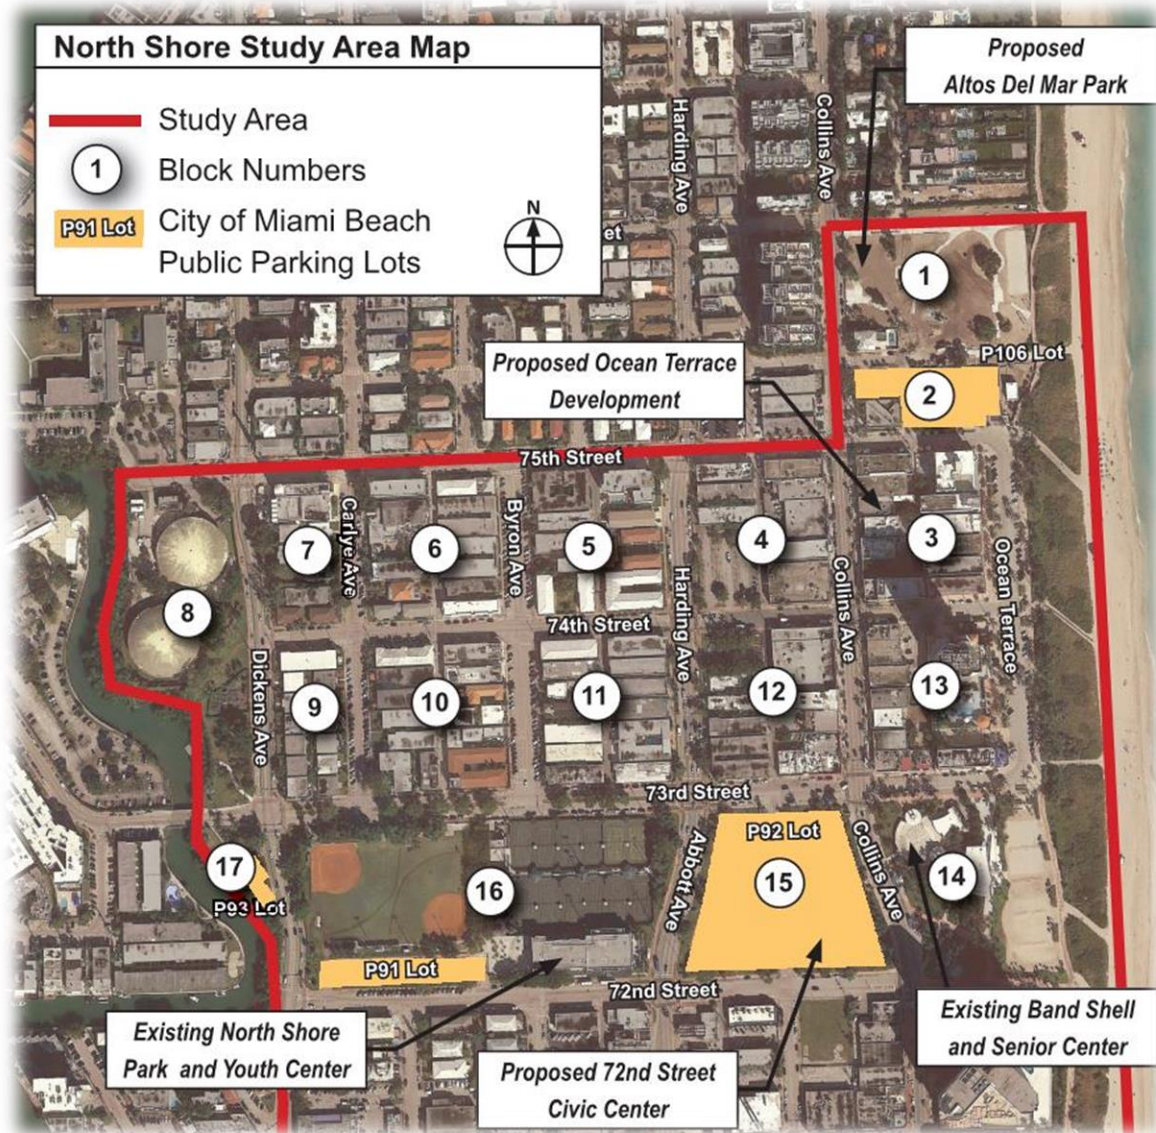 North Shore Study Area Map
Study Area
1
Block Numbers
P91 Lot
City of Miami Beach
Public Parking Lots
N
et
Harding Ave
Collins Ave
Proposed
Altos Del Mar Park
1
P106 Lot
2
Proposed Ocean Terrace
Development
75th Street
Carlye Ave
Byron Ave
7
6
5
4
3
Harding Ave
Collins Ave
Ocean Terrace
8
74th Street
Dickens Ave
9
10
11
12
13
73rd Street
Abbott Ave
P92 Lot
Collins Ave
17
P93 Lot
16
15
14
P91 Lot
72nd Street
Existing North Shore
Park and Youth Center
Proposed 72nd Street
Civic Center
Existing Band Shell
and Senior Center